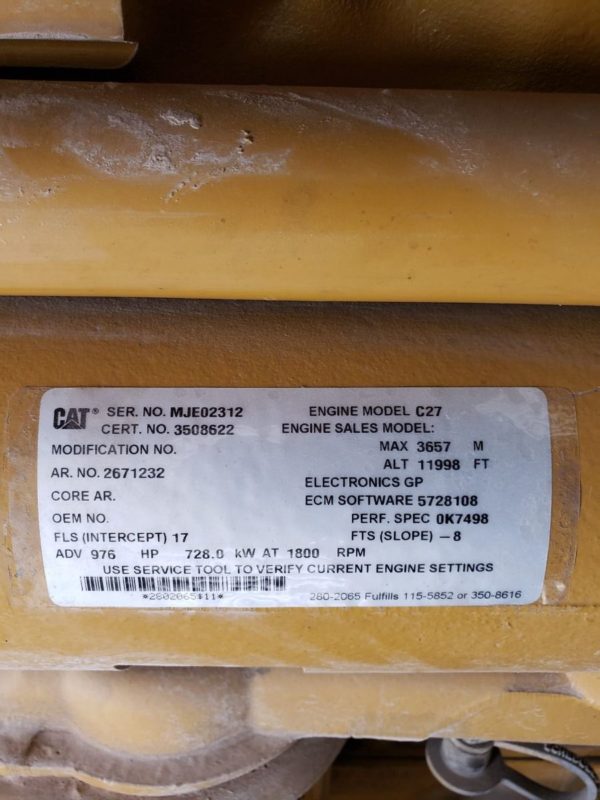 CAT® SER. NO. MJE02312 ENGINE MODEL C27
CERT. NO. 3508622 ENGINE SALES MODEL:
MODIFICATION NO. MAX 3657 M
AR. NO. 2671232 ALT 11998 FT
CORE AR. ELECTRONICS GP
ECM SOFTWARE 5728108
OEM NO. PERF. SPEC 0K7498
FLS (INTERCEPT) 17 FTS (SLOPE) -8
ADV 976 HP 728.0 kW AT 1800 RPM
USE SERVICE TOOL TO VERIFY CURRENT ENGINE SETTINGS
*2802065$11* 280-2065 Fulfills 115-5852 or 350-8616